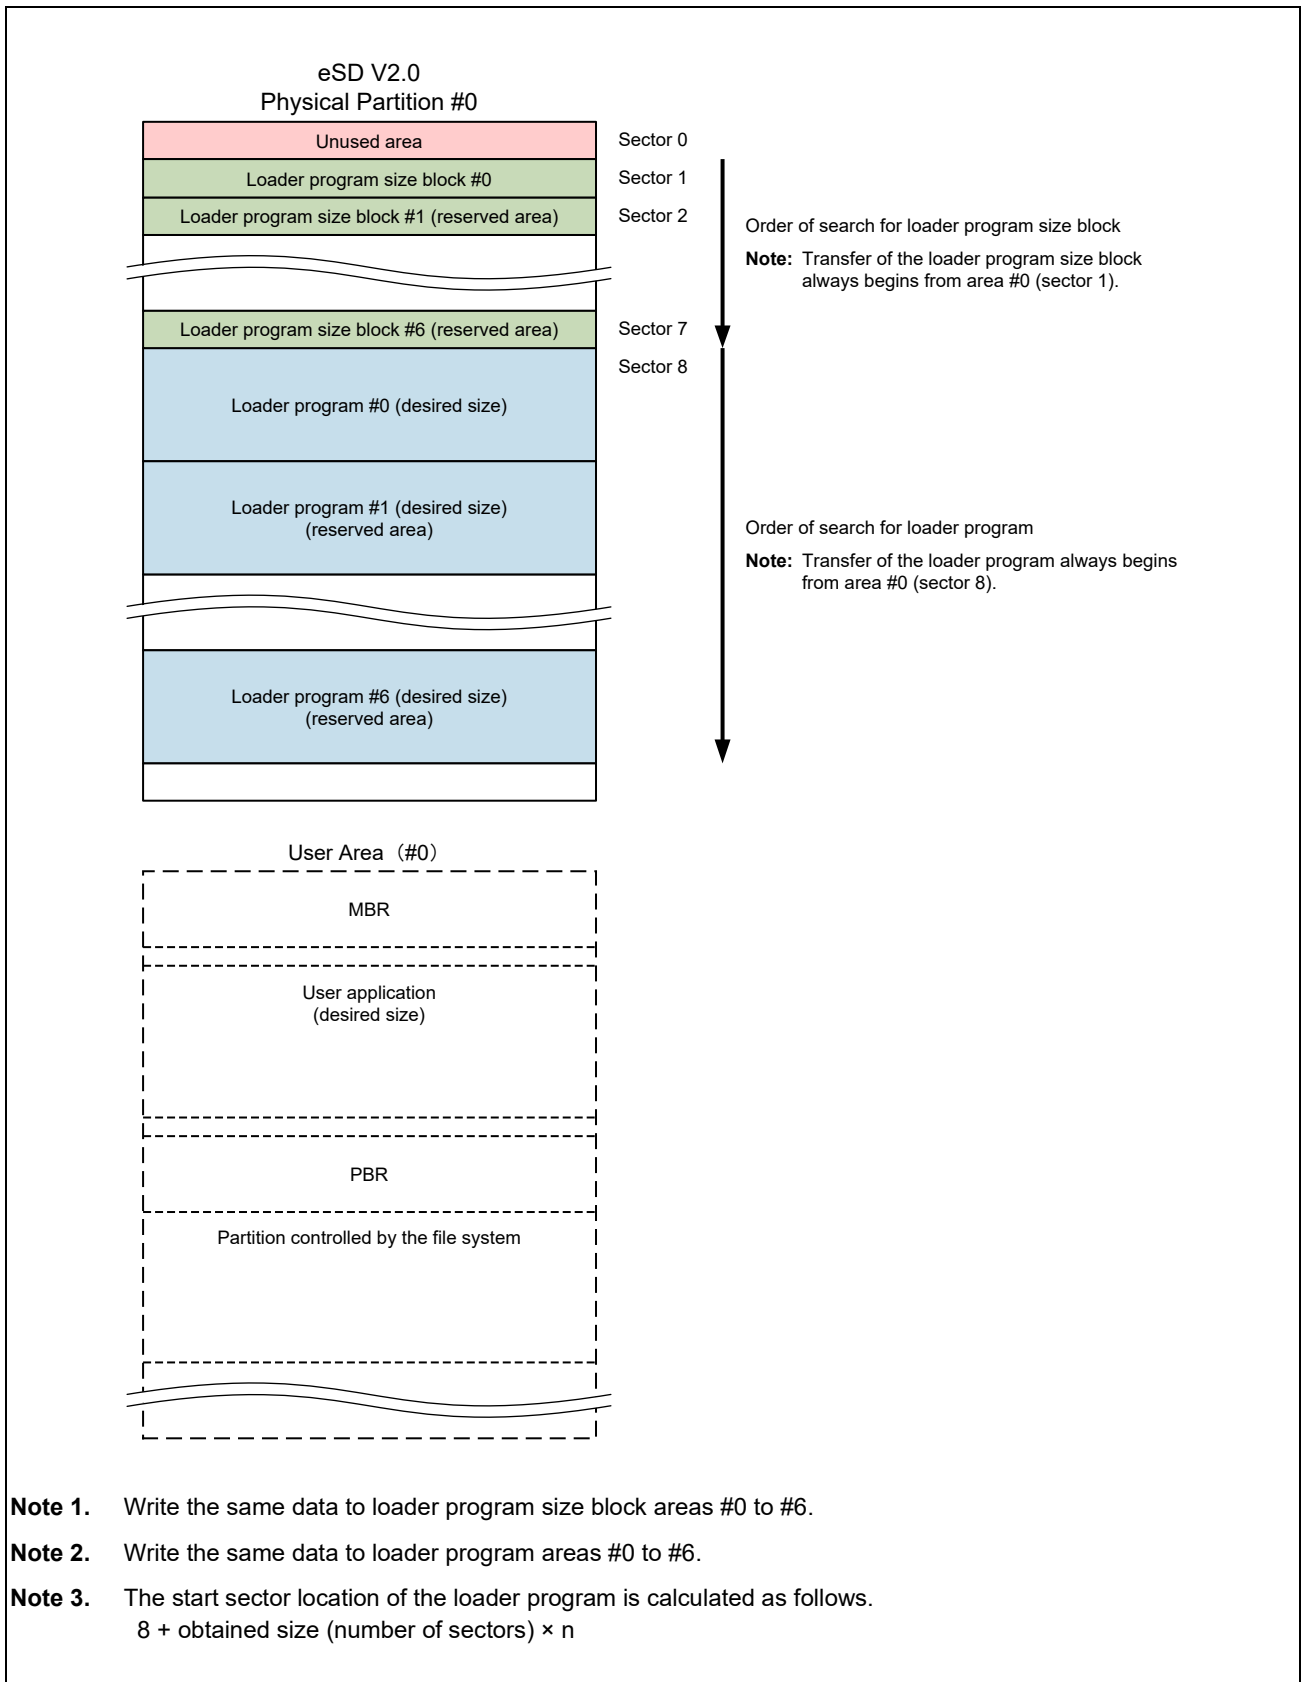 eSD V2.0
Physical Partition #0
Unused area
Sector 0
Loader program size block #0
Sector 1
Loader program size block #1 (reserved area)
Sector 2
Order of search for loader program size block
Note: Transfer of the loader program size block
always begins from area #0 (sector 1).
Loader program size block #6 (reserved area)
Sector 7
Sector 8
Loader program #0 (desired size)
Loader program #1 (desired size)
(reserved area)
Order of search for loader program
Note: Transfer of the loader program always begins
from area #0 (sector 8).
Loader program #6 (desired size)
(reserved area)
User Area（#0）
MBR
User application
(desired size)
PBR
Partition controlled by the file system
Note 1. Write the same data to loader program size block areas #0 to #6.
Note 2. Write the same data to loader program areas #0 to #6.
Note 3. The start sector location of the loader program is calculated as follows.
8 + obtained size (number of sectors) × n